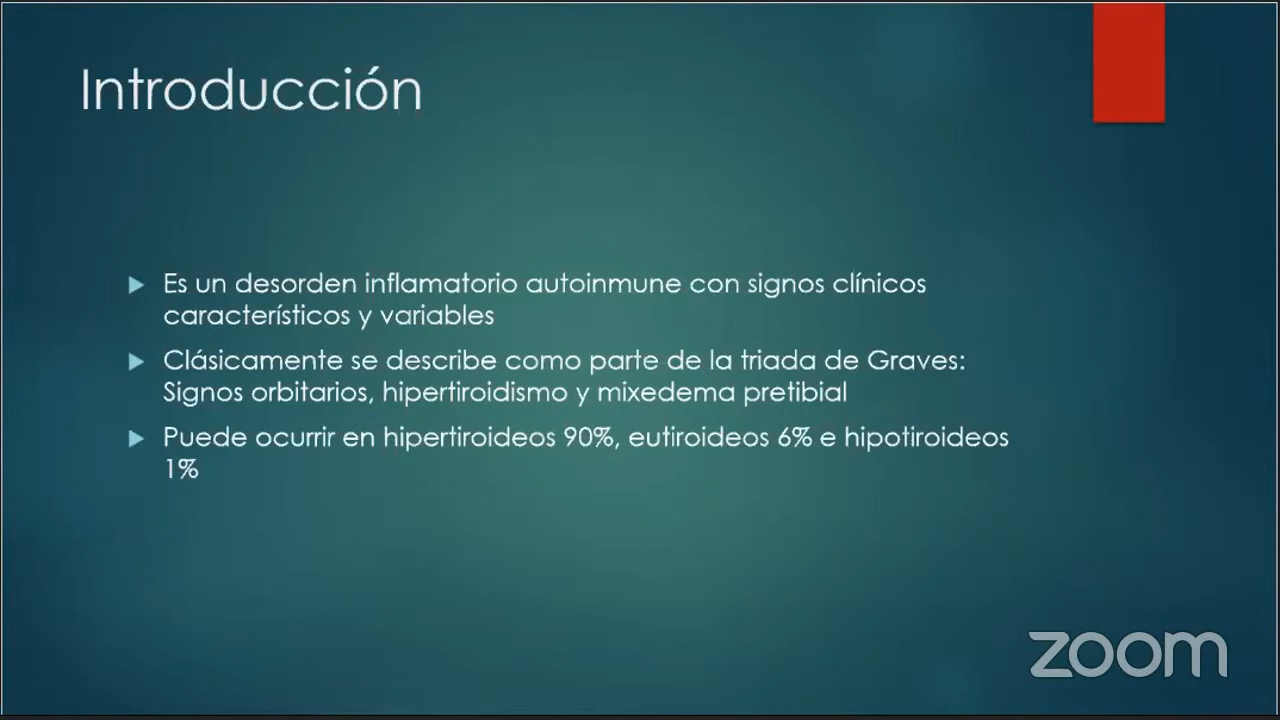 Introducción
Es un desorden inflamatorio autoinmune con signos clínicos
característicos y variables
Clásicamente se describe como parte de la triada de Graves:
Signos orbitarios, hipertiroidismo y mixedema pretibial
Puede ocurrir en hipertiroideos 90%, eutiroideos 6% e hipotiroideos
1%
zoom